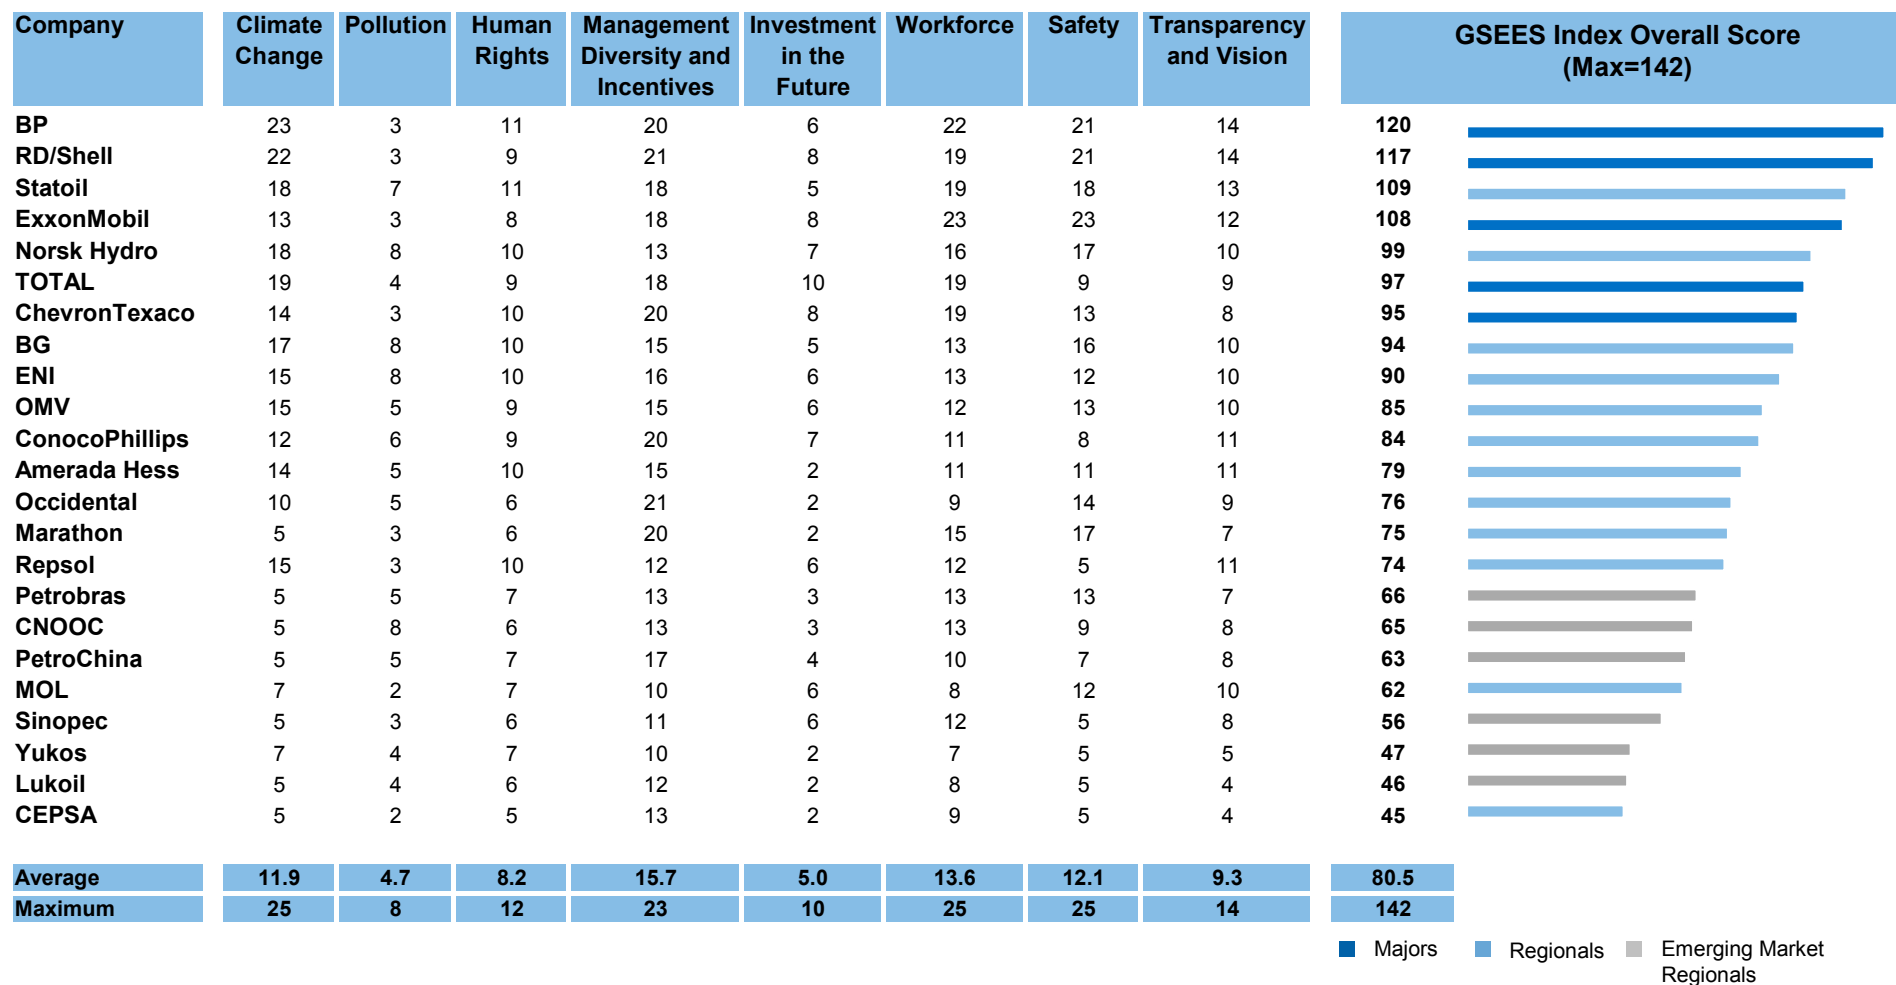 Company Climate Change Pollution Human Rights Management Diversity and Incentives Investment in the Future Workforce Safety Transparency and Vision GSEES Index Overall Score (Max=142)
BP 23 3 11 20 6 22 21 14 120
RD/Shell 22 3 9 21 8 19 21 14 117
Statoil 18 7 11 18 5 19 18 13 109
ExxonMobil 13 3 8 18 8 23 23 12 108
Norsk Hydro 18 8 10 13 7 16 17 10 99
TOTAL 19 4 9 18 10 19 9 9 97
ChevronTexaco 14 3 10 20 8 19 13 8 95
BG 17 8 10 15 5 13 16 10 94
ENI 15 8 10 16 6 13 12 10 90
OMV 15 5 9 15 6 12 13 10 85
ConocoPhillips 12 6 9 20 7 11 8 11 84
Amerada Hess 14 5 10 15 2 11 11 11 79
Occidental 10 5 6 21 2 9 14 9 76
Marathon 5 3 6 20 2 15 17 7 75
Repsol 15 3 10 12 6 12 5 11 74
Petrobras 5 5 7 13 3 13 13 7 66
CNOOC 5 8 6 13 3 13 9 8 65
PetroChina 5 5 7 17 4 10 7 8 63
MOL 7 2 7 10 6 8 12 10 62
Sinopec 5 3 6 11 6 12 5 8 56
Yukos 7 4 7 10 2 7 5 5 47
Lukoil 5 4 6 12 2 8 5 4 46
CEPSA 5 2 5 13 2 9 5 4 45
Average 11.9 4.7 8.2 15.7 5.0 13.6 12.1 9.3 80.5
Maximum 25 8 12 23 10 25 25 14 142
Majors Regionals Emerging Market Regionals